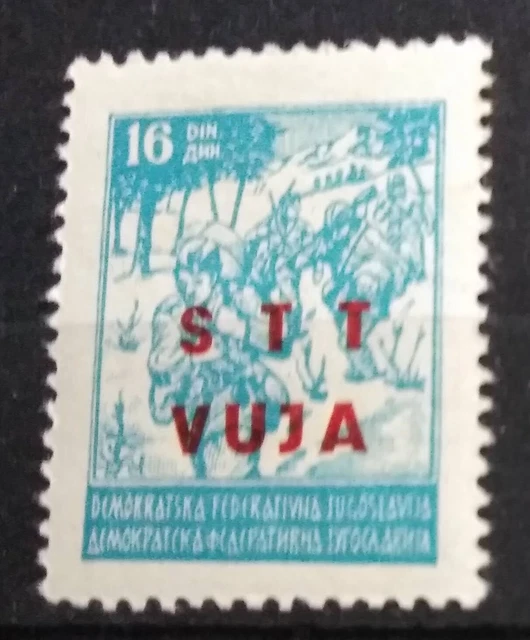 16 DIN
ДИН
S T T
VUJA
DEMOKRATSKA FEDERATIVNA JUGOSLAVIJA
ДЕМОКРАТСКА ФЕДЕРАТИВНА ЈУГОСЛАВИЈА